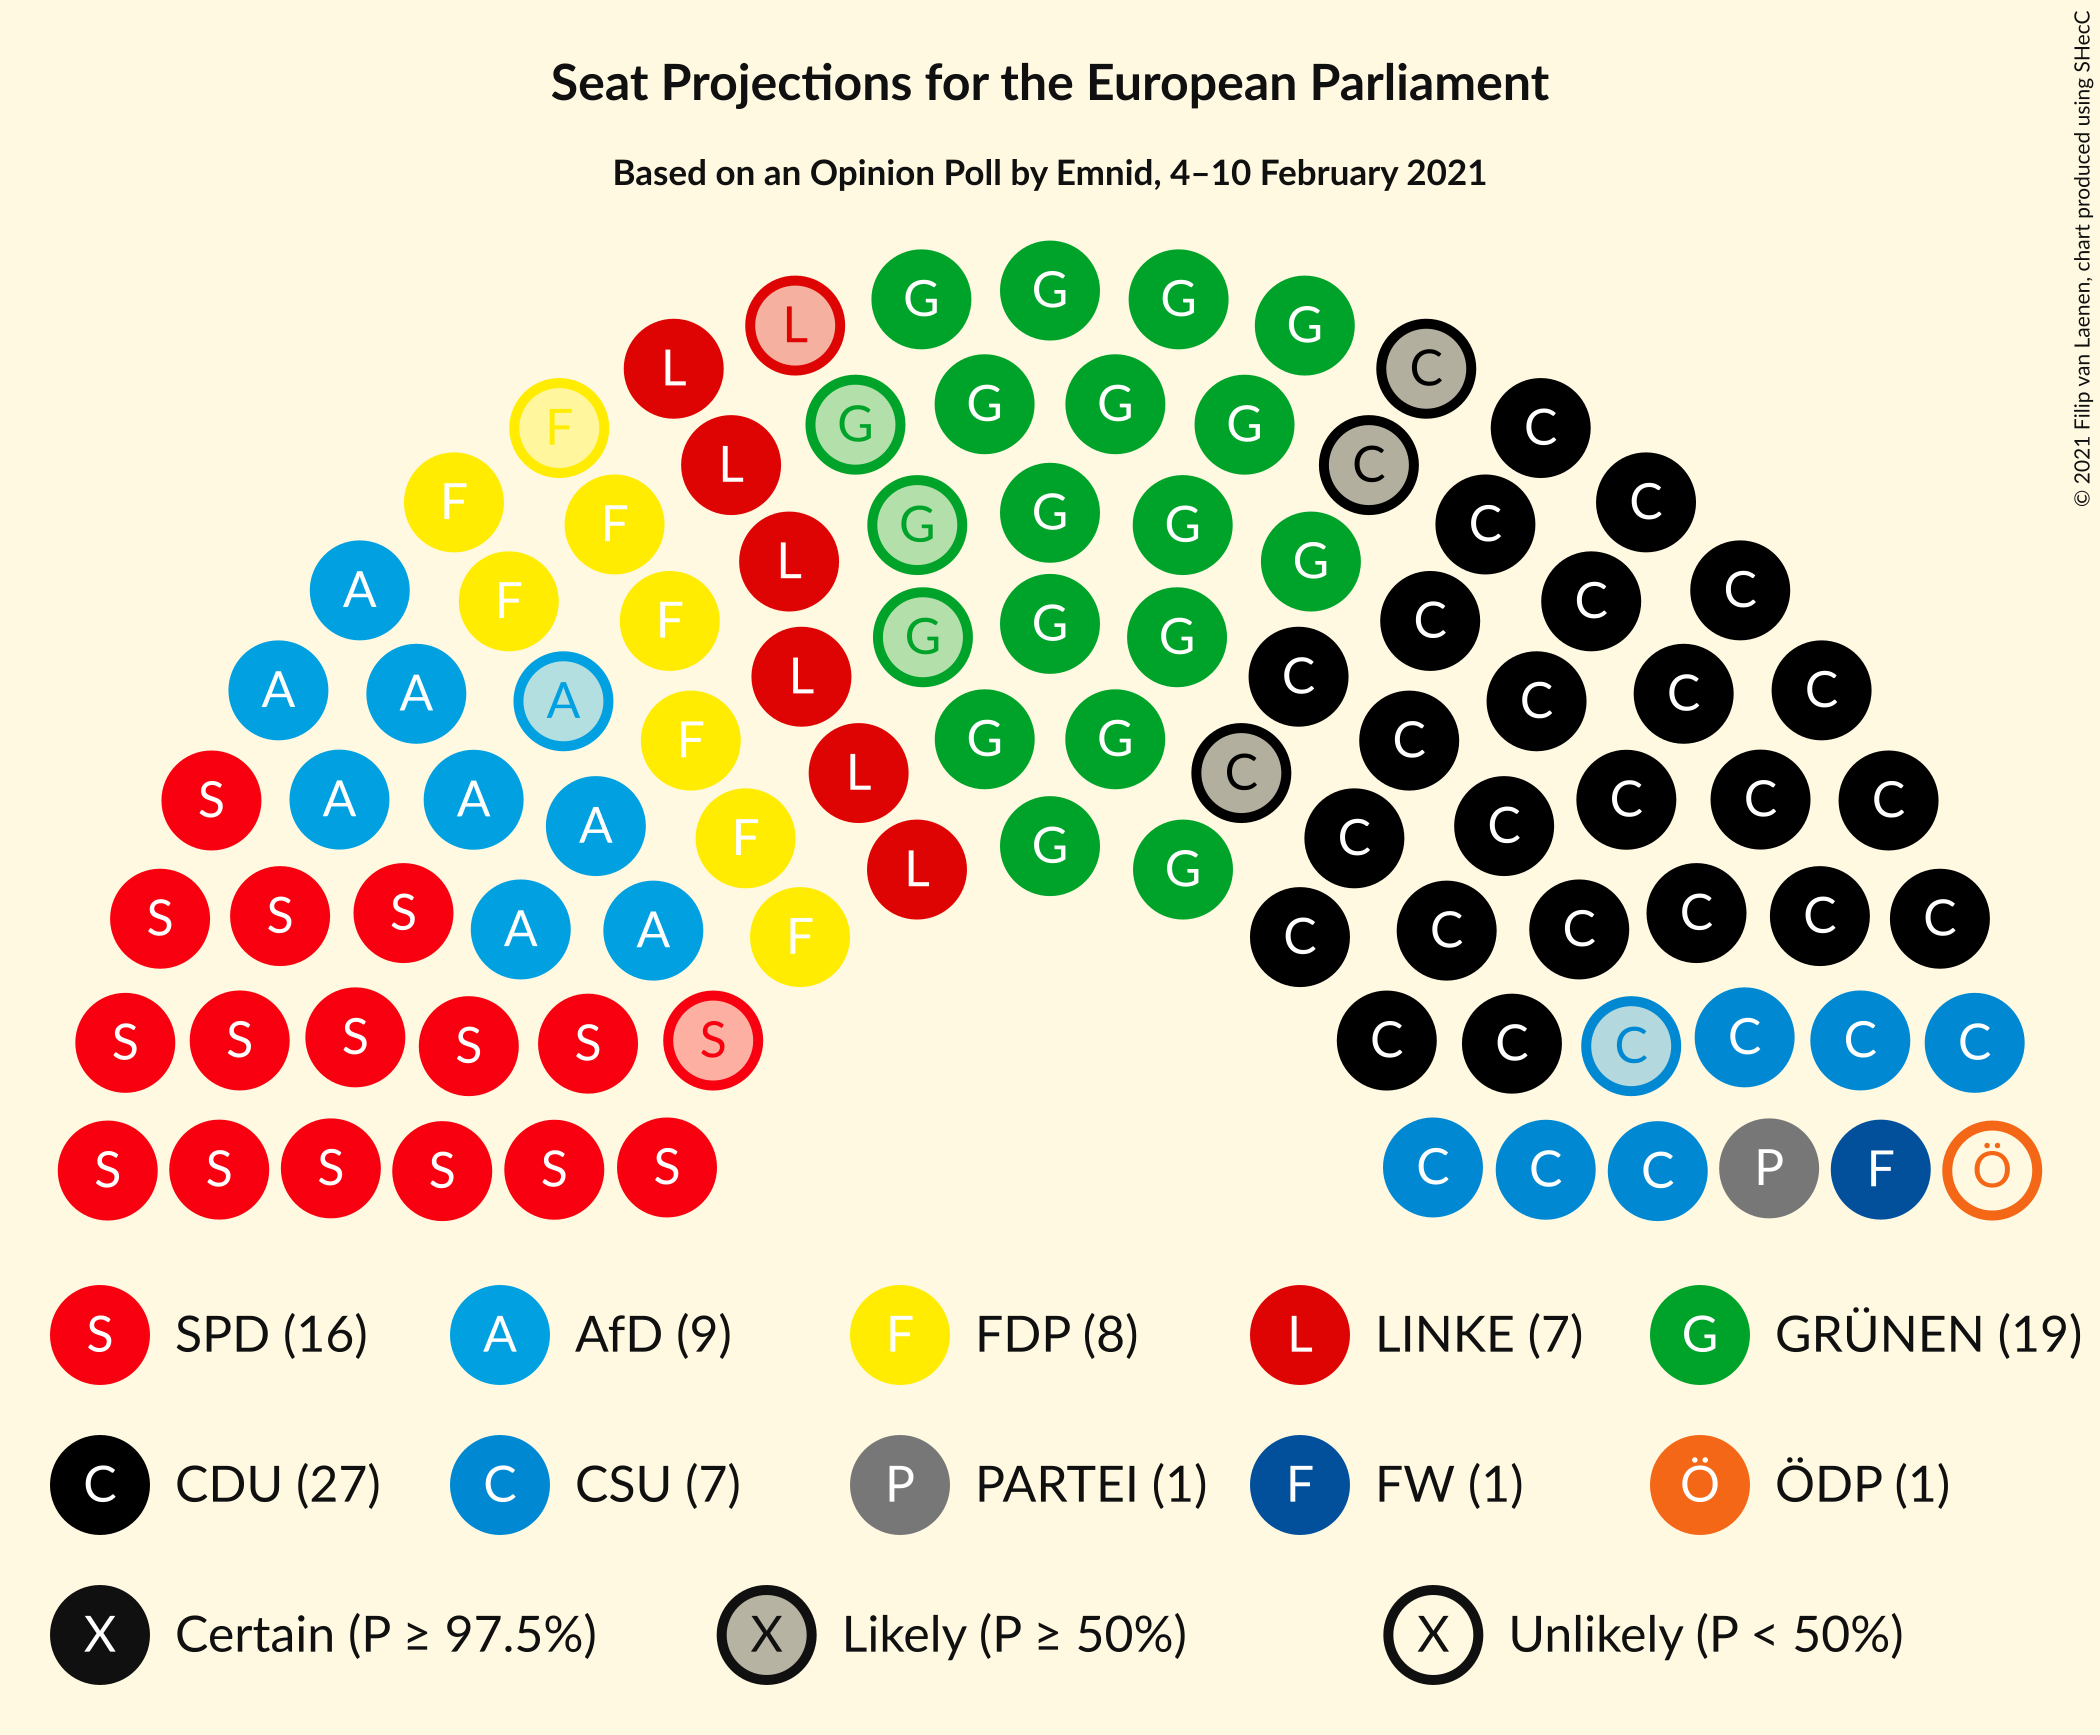 Seat Projections for the European Parliament
Based on an Opinion Poll by Emnid, 4–10 February 2021
© 2021 Filip van Laenen, chart produced using SHecC
L G G G G
L C
F G G G G C
F L C C
F G G G C
A F L G C C
F G G G C
A A A L C C C C
F G G C
S A A L C C C C
A F G C C
L G
S S S A A F C C C C C C
S S S S S S C C C C C C
S S S S S S C C C P F Ö
S SPD (16) A AfD (9) F FDP (8) L LINKE (7) G GRÜNEN (19)
C CDU (27) C CSU (7) P PARTEI (1) F FW (1) Ö ÖDP (1)
X Certain (P ≥ 97.5%) X Likely (P ≥ 50%) X Unlikely (P < 50%)